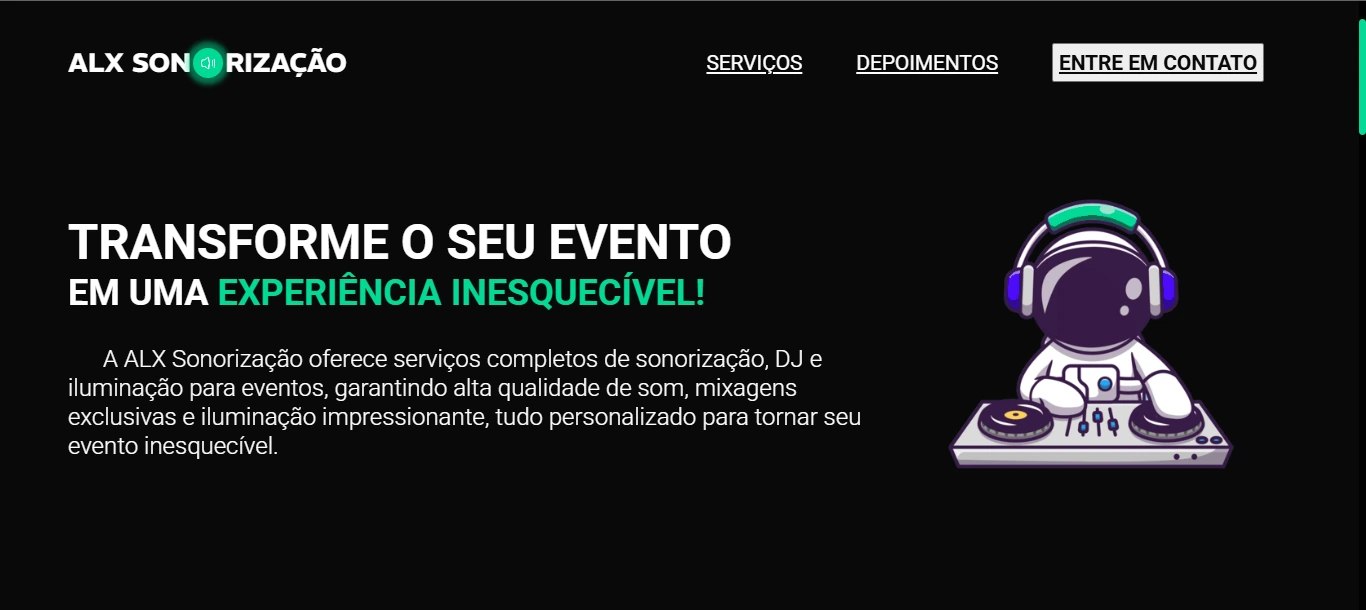 ALX SONORIZAÇÃO
SERVIÇOS
DEPOIMENTOS
ENTRE EM CONTATO
TRANSFORME O SEU EVENTO
EM UMA EXPERIÊNCIA INESQUECÍVEL!
A ALX Sonorização oferece serviços completos de sonorização, DJ e
iluminação para eventos, garantindo alta qualidade de som, mixagens
exclusivas e iluminação impressionante, tudo personalizado para tornar seu
evento inesquecível.